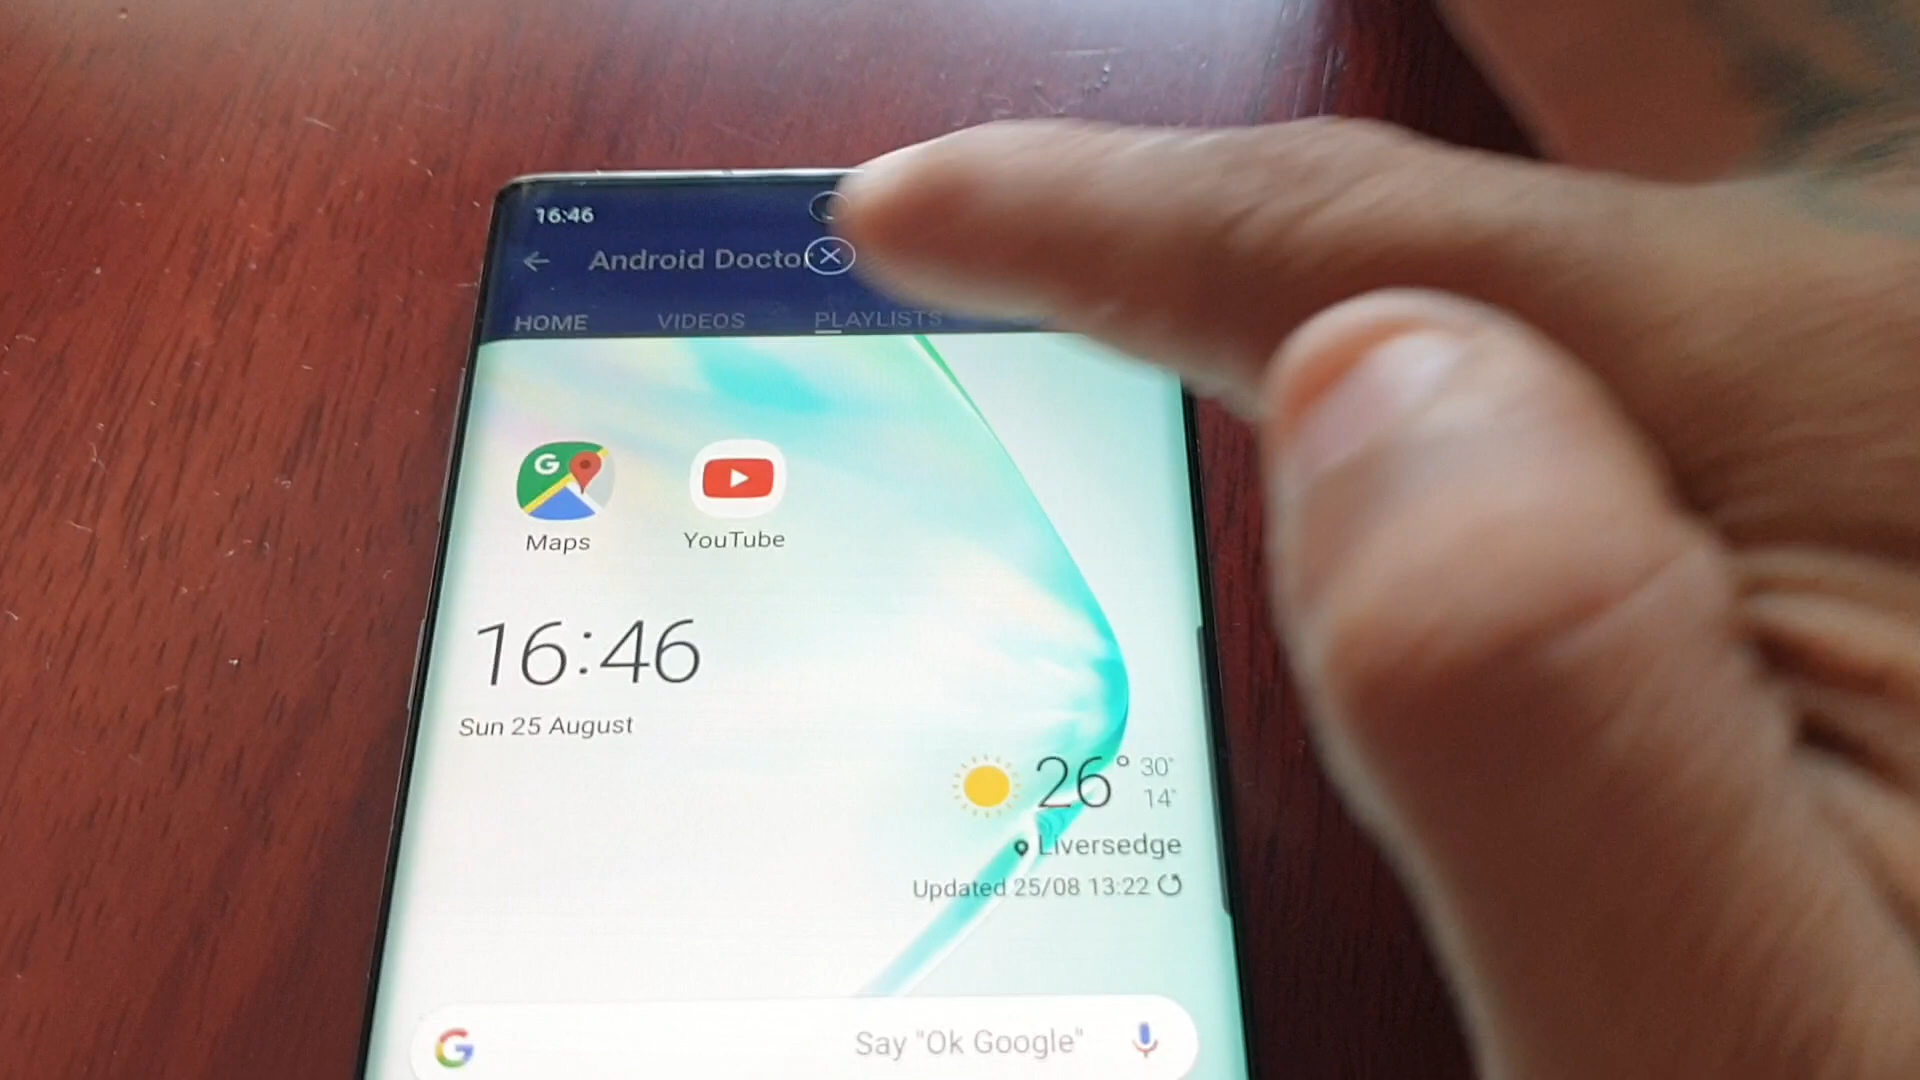 16:46
Android Doctor
HOME VIDEOS PLAYLISTS
G
Maps
YouTube
16:46
Sun 25 August
26° 30°
14°
Liversedge
Updated 25/08 13:22
G Say "Ok Google"